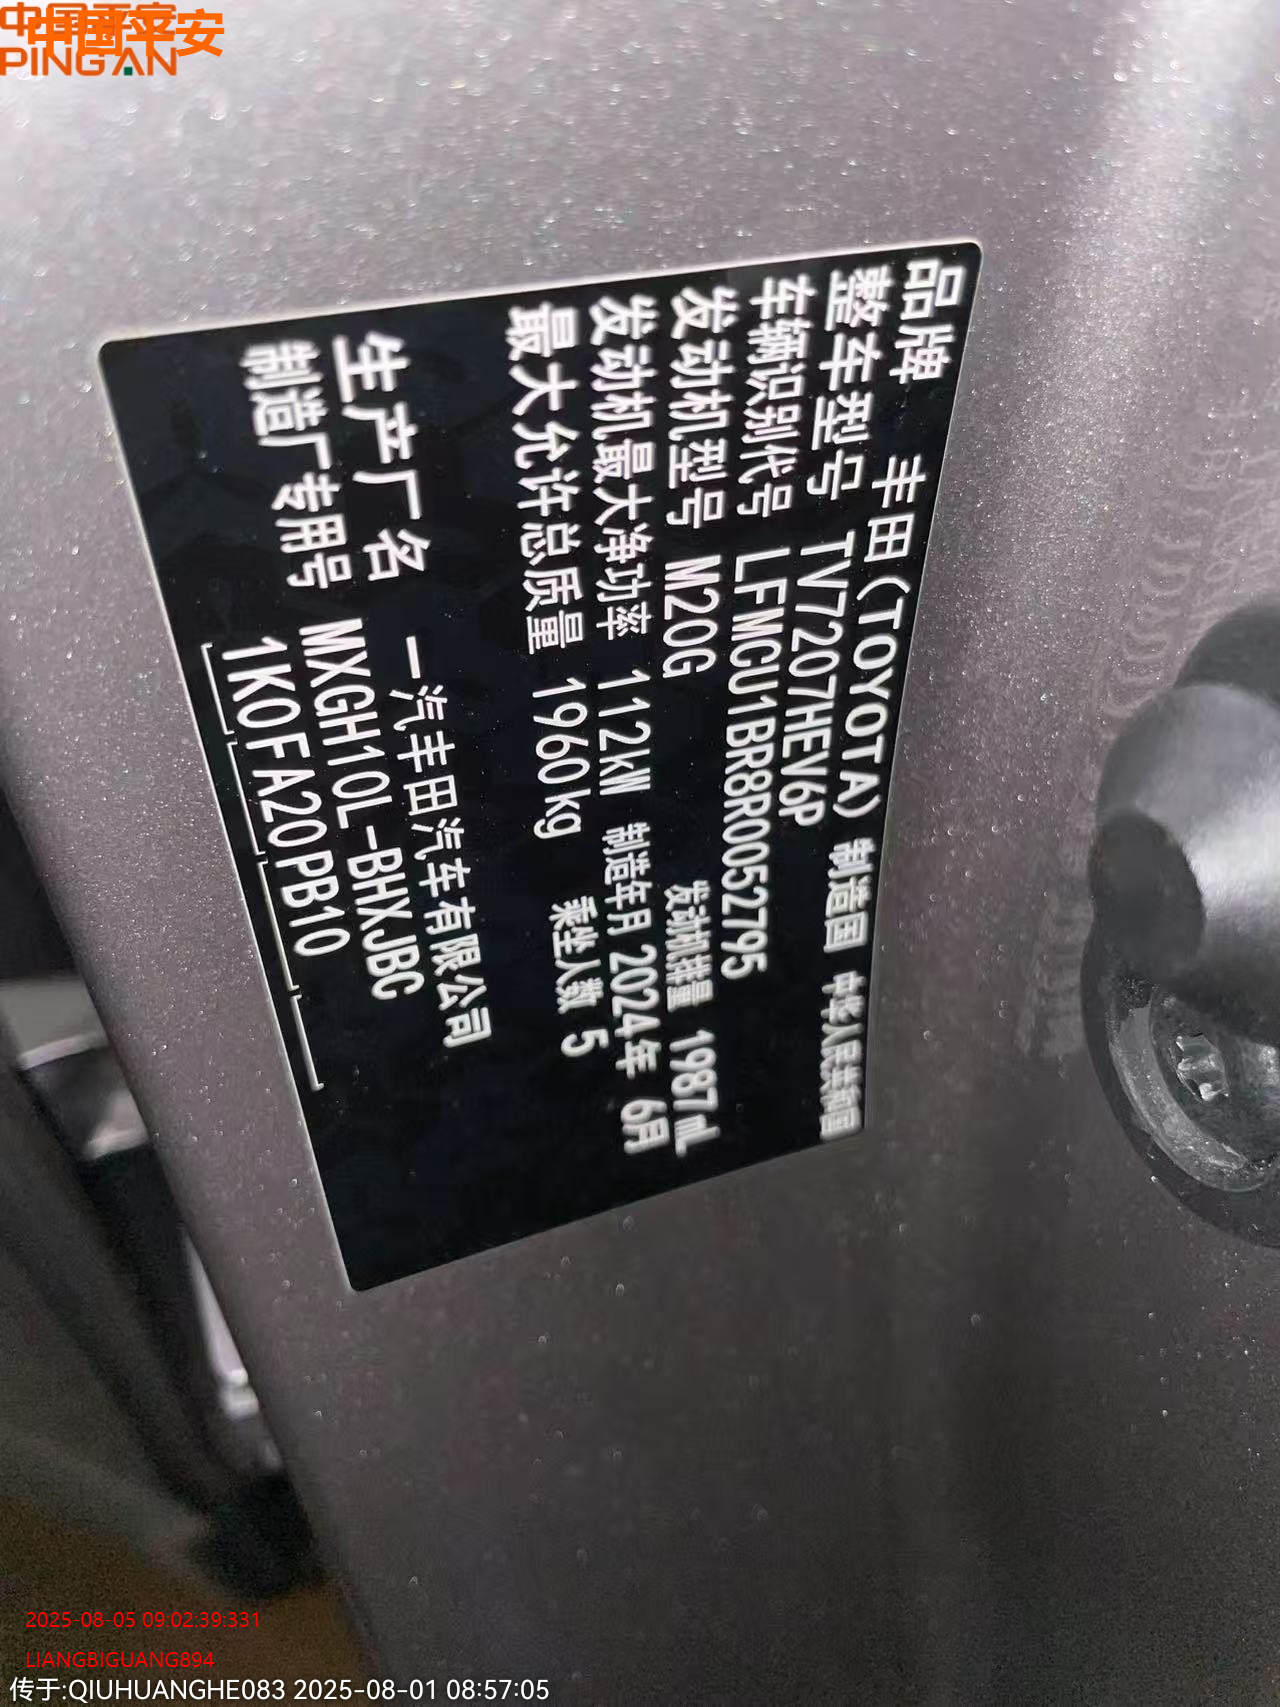 中国平安
PING AN
中国平安
品牌 丰田(TOYOTA) 制造国 中华人民共和国
整车型号 TV7207HEV6P
车辆识别代号 LFMCU1BR8R0052795
发动机型号 M20G 发动机排量 1987mL
发动机最大净功率 112kW 制造年月 2024年 6月
最大允许总质量 1960kg 乘坐人数 5
生产厂名 一汽丰田汽车有限公司
制造厂专用号 MXGH10L-BHXJBC
1K0FA20PB10
2025-08-05 09:02:39:331
LIANGBIGUANG894
传于:QIUHUANGHE083 2025-08-01 08:57:05